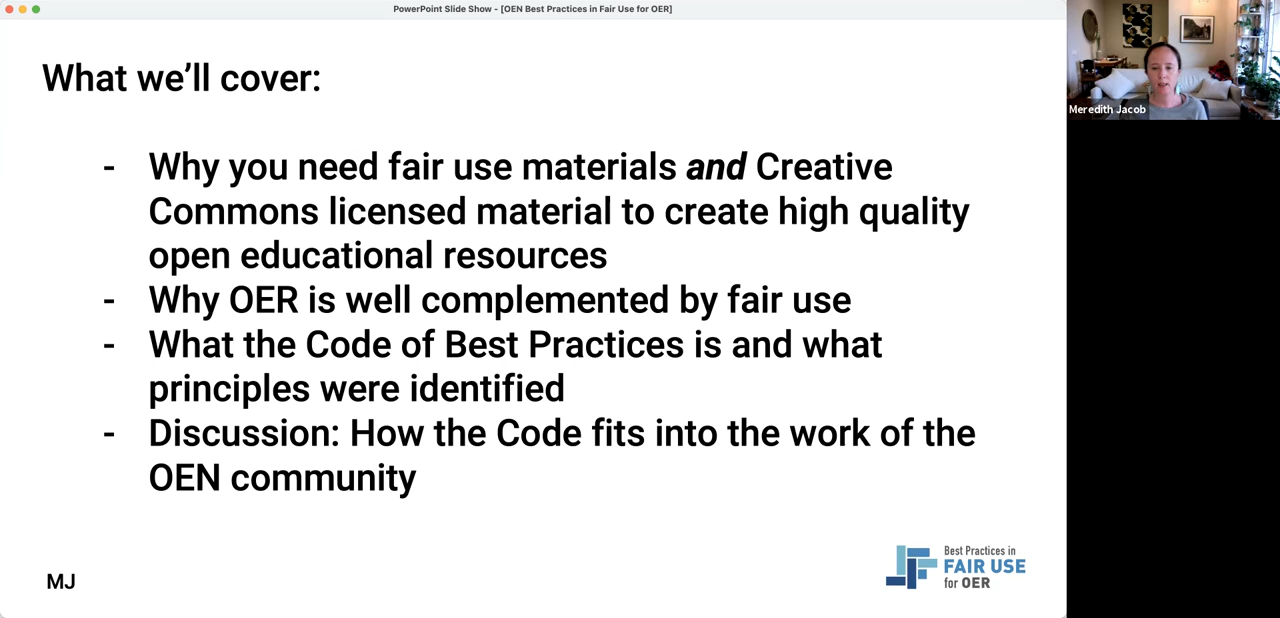 PowerPoint Slide Show - [OEN Best Practices in Fair Use for OER]
What we’ll cover:
- Why you need fair use materials and Creative
Commons licensed material to create high quality
open educational resources
- Why OER is well complemented by fair use
- What the Code of Best Practices is and what
principles were identified
- Discussion: How the Code fits into the work of the
OEN community
MJ
Best Practices in
FAIR USE
for OER
Meredith Jacob